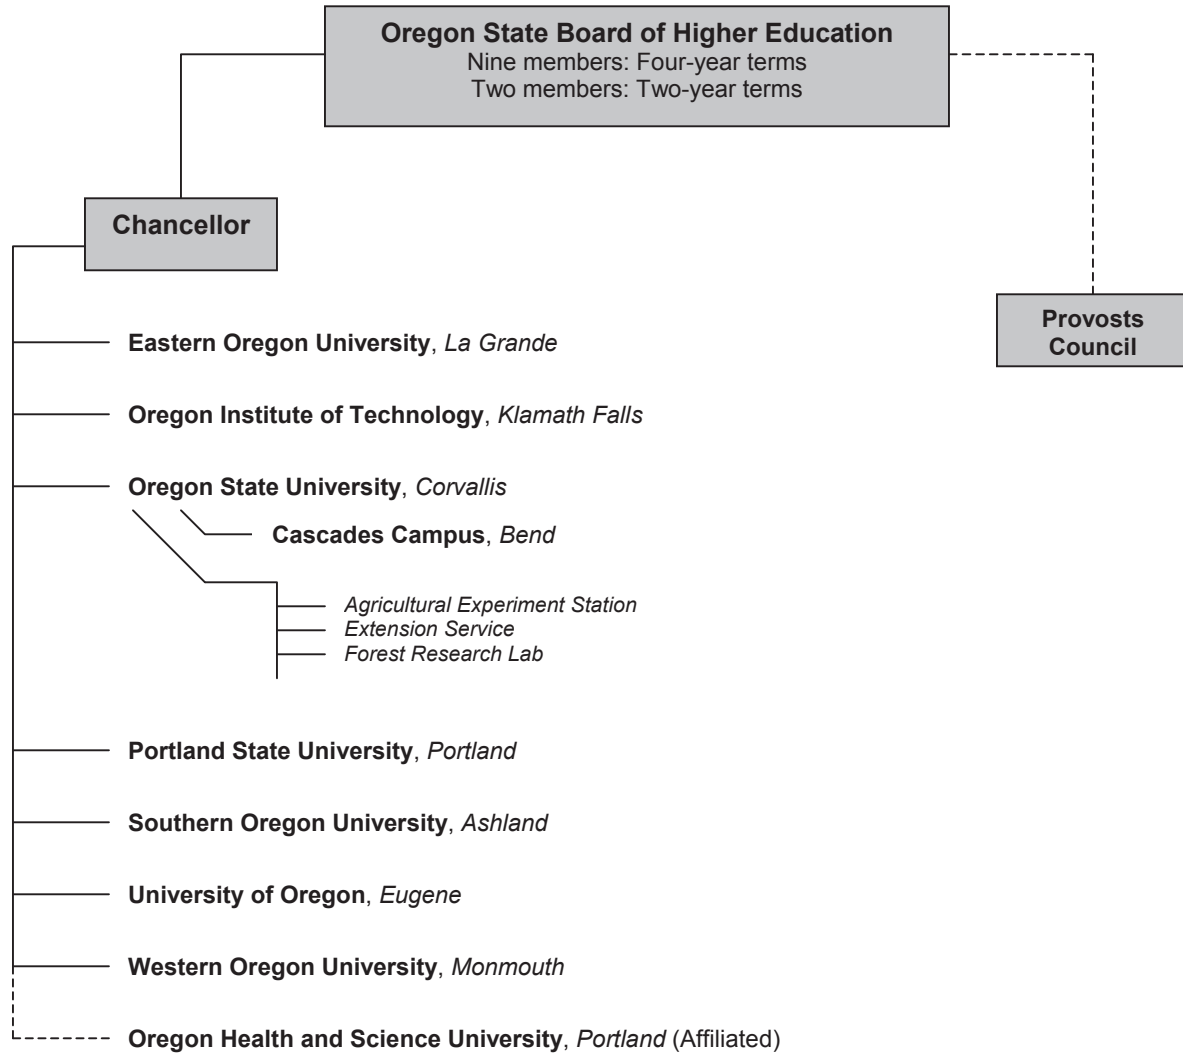 Oregon State Board of Higher Education
Nine members: Four-year terms
Two members: Two-year terms
Chancellor
Provosts
Council
Eastern Oregon University, La Grande
Oregon Institute of Technology, Klamath Falls
Oregon State University, Corvallis
Cascades Campus, Bend
Agricultural Experiment Station
Extension Service
Forest Research Lab
Portland State University, Portland
Southern Oregon University, Ashland
University of Oregon, Eugene
Western Oregon University, Monmouth
Oregon Health and Science University, Portland (Affiliated)